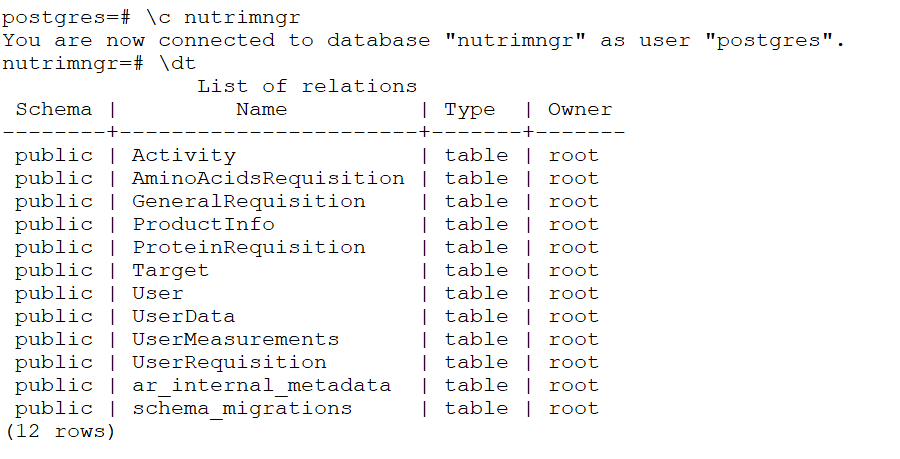 postgres=# \c nutrimngr
You are now connected to database "nutrimngr" as user "postgres".
nutrimngr=# \dt
                List of relations
 Schema |          Name          | Type  | Owner
--------+------------------------+-------+-------
 public | Activity               | table | root
 public | AminoAcidsRequisition  | table | root
 public | GeneralRequisition     | table | root
 public | ProductInfo            | table | root
 public | ProteinRequisition     | table | root
 public | Target                 | table | root
 public | User                   | table | root
 public | UserData               | table | root
 public | UserMeasurements       | table | root
 public | UserRequisition        | table | root
 public | ar_internal_metadata   | table | root
 public | schema_migrations      | table | root
(12 rows)